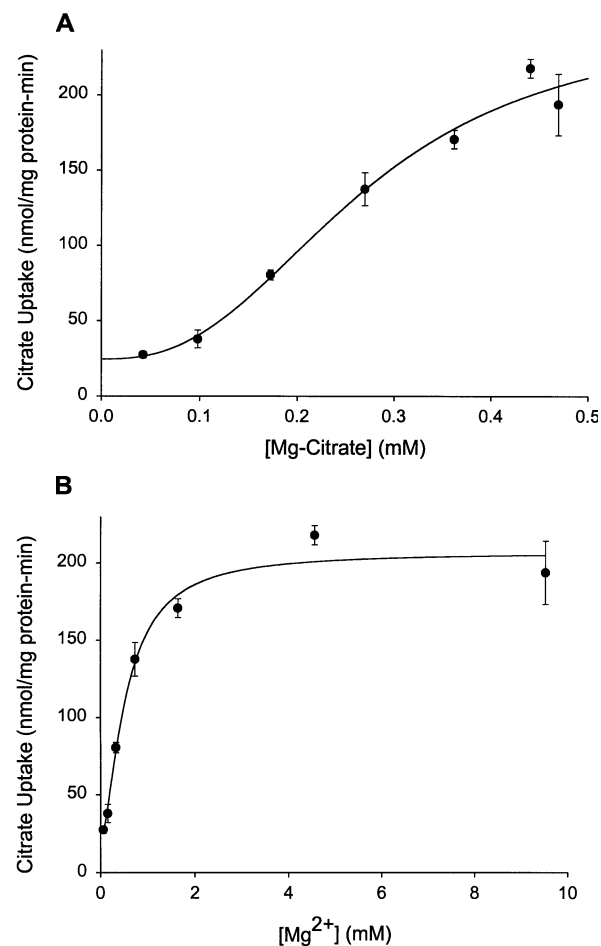 A
Citrate Uptake (nmol/mg protein-min)
200
150
100
50
0
0.0 0.1 0.2 0.3 0.4 0.5
[Mg-Citrate] (mM)
B
Citrate Uptake (nmol/mg protein-min)
200
150
100
50
0
0 2 4 6 8 10
[Mg2+] (mM)